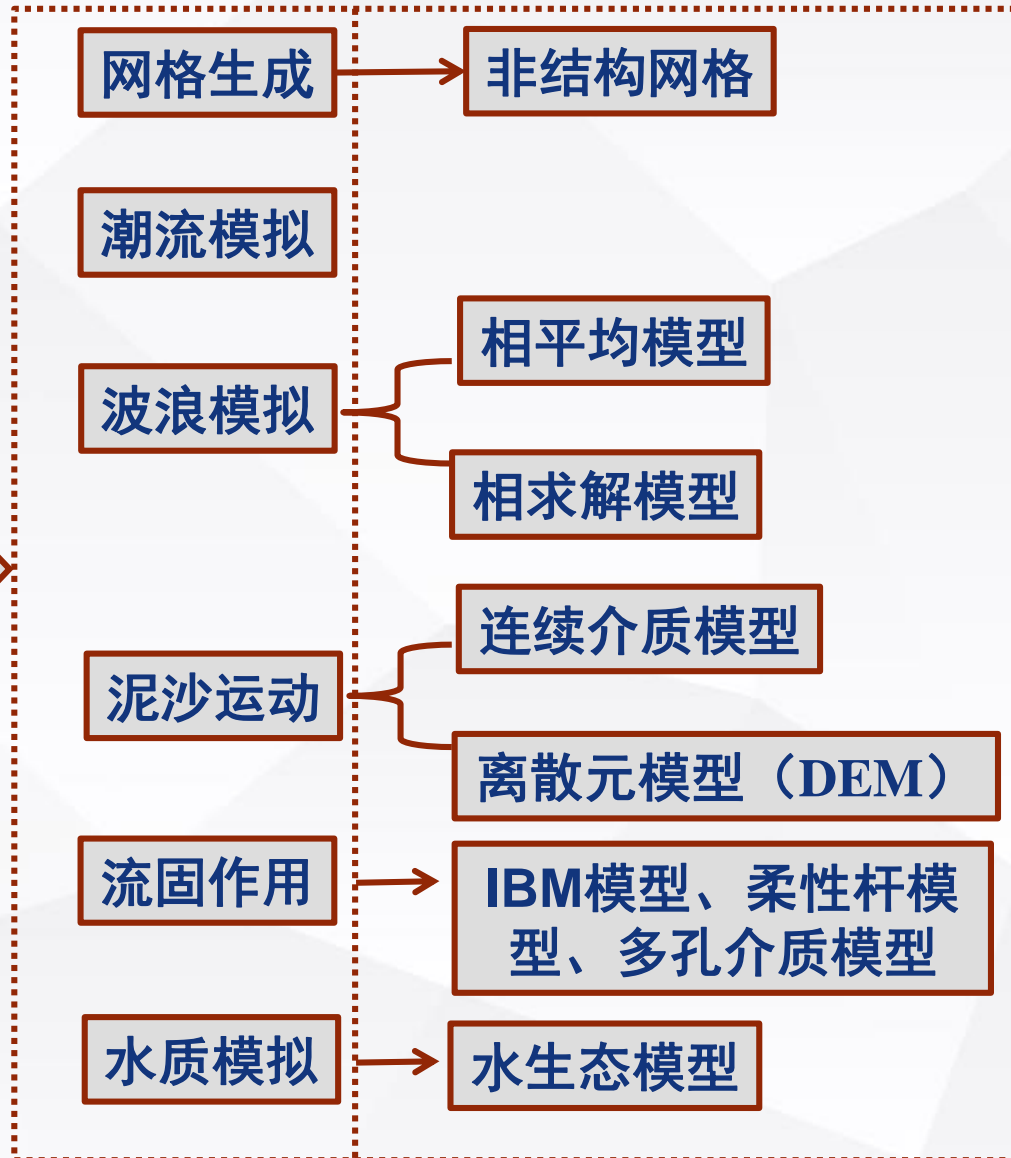 网格生成
非结构网格
潮流模拟
波浪模拟
相平均模型
相求解模型
泥沙运动
连续介质模型
离散元模型（DEM）
流固作用
IBM模型、柔性杆模
型、多孔介质模型
水质模拟
水生态模型